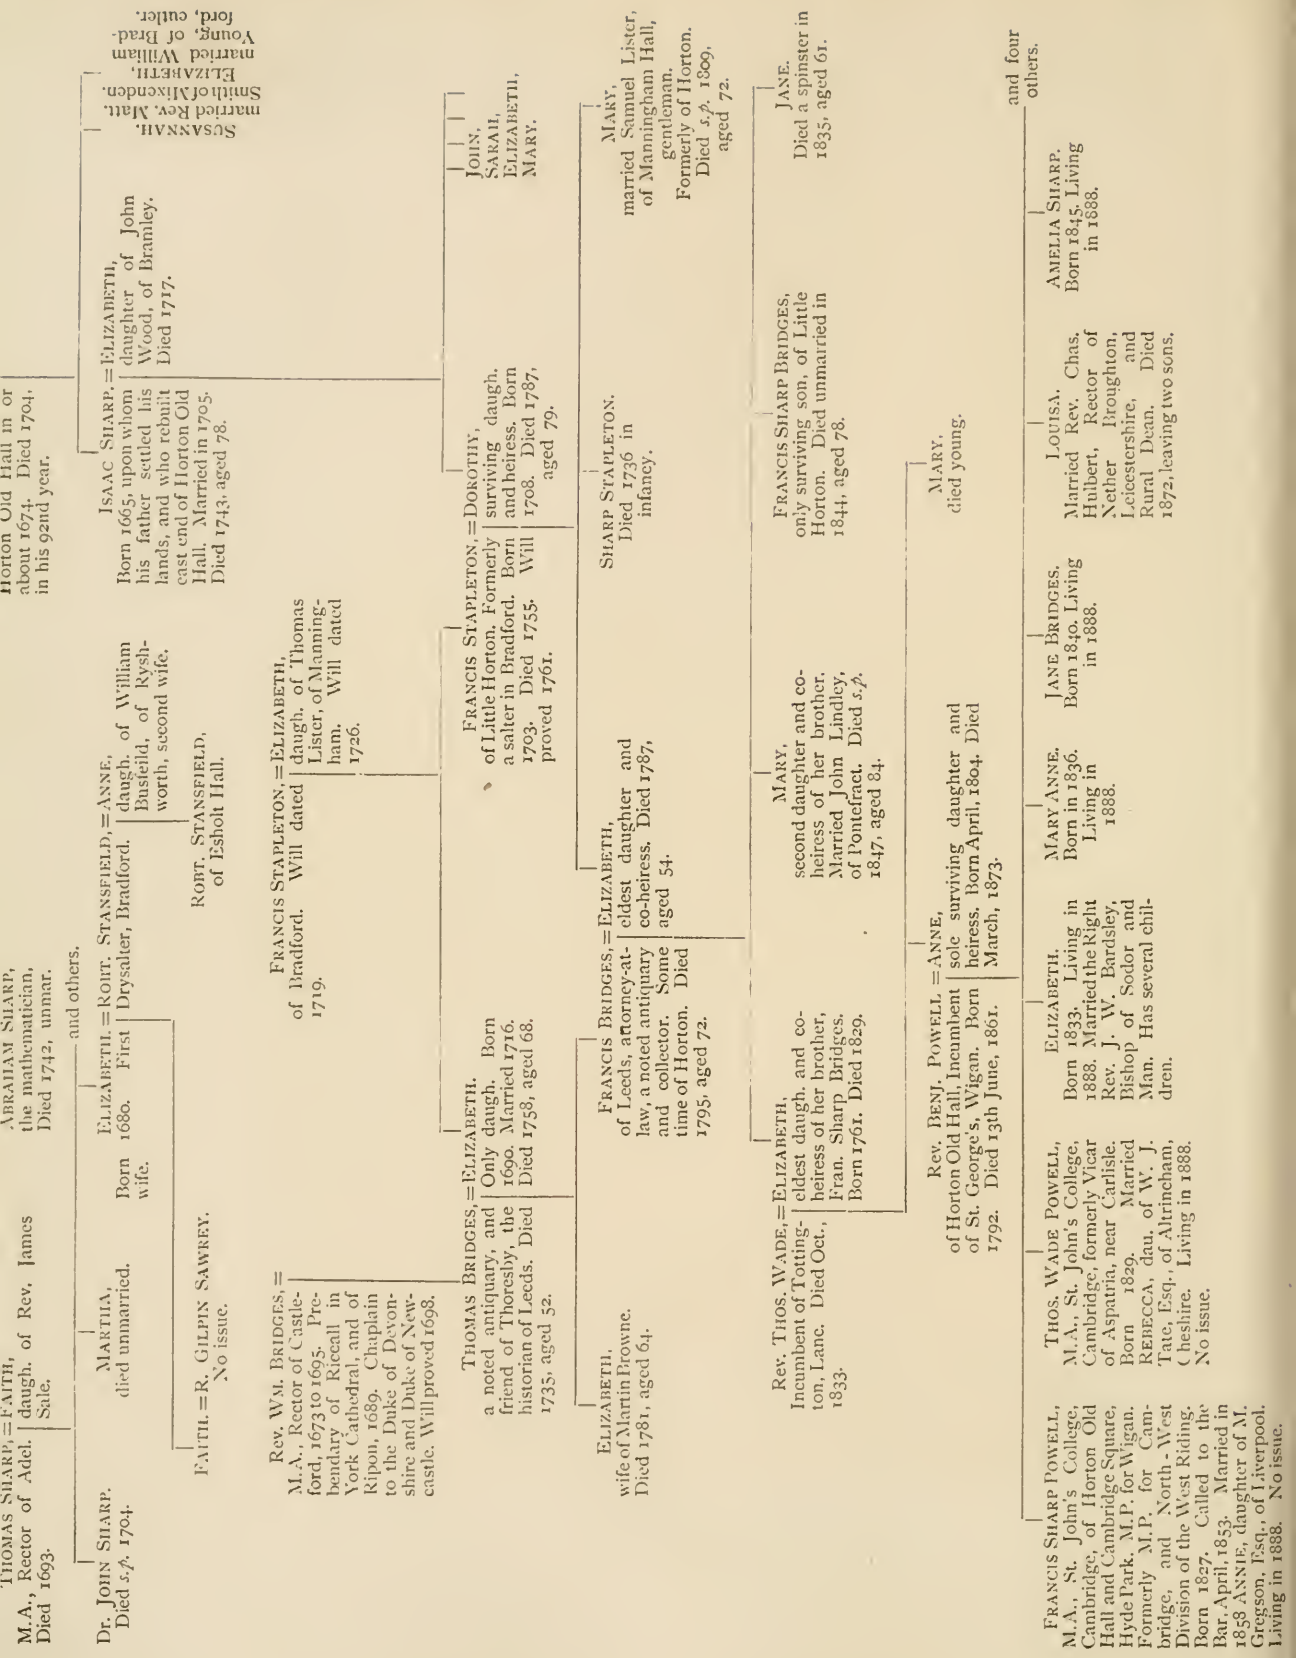 THOMAS SHARP, = FAITH,
M.A., Rector of Adel. daugh. of Rev. James
Died 1693. Sale.
ABRAHAM SHARP,
the mathematician,
Died 1742, unmar.
Horton Old Hall in or
about 1674. Died 1704,
in his 92nd year.
and others.
Dr. JOHN SHARP.
Died s.p. 1704.
MARTHA,
died unmarried.
ELIZABETH. = ROBT. STANSFIELD, = ANNE,
Born 1680. First
wife.
Drysalter, Bradford.
daugh. of William
Busfeild, of Rysh-
worth, second wife.
ISAAC SHARP. = ELIZABETH,
Born 1665, upon whom
his father settled his
lands, and who rebuilt
east end of Horton Old
Hall. Married in 1705.
Died 1743, aged 78.
daughter of John
Wood, of Bramley.
Died 1717.
SUSANNAH.
married Rev. Matt.
Smith of Mixenden.
ELIZABETH,
married William
Young, of Brad-
ford, cutler.
FAITH. = R. GILPIN SAWREY.
No issue.
ROBT. STANSFIELD,
of Esholt Hall.
Rev. WM. BRIDGES, =
M.A., Rector of Castle-
ford, 1673 to 1695. Pre-
bendary of Riccall in
York Cathedral, and of
Ripon, 1689. Chaplain
to the Duke of Devon-
shire and Duke of New-
castle. Will proved 1698.
FRANCIS STAPLETON, = ELIZABETH,
of Bradford. Will dated
1719.
daugh. of Thomas
Lister, of Manning-
ham. Will dated
1726.
THOMAS BRIDGES, = ELIZABETH.
a noted antiquary, and
friend of Thoresby, the
historian of Leeds. Died
1735, aged 52.
Only daugh. Born
1690. Married 1716.
Died 1758, aged 68.
FRANCIS STAPLETON, = DOROTHY,
of Little Horton. Formerly
a salter in Bradford. Born
1703. Died 1755. Will
proved 1761.
surviving daugh.
and heiress. Born
1708. Died 1787,
aged 79.
JOHN,
SARAH,
ELIZABETH,
MARY.
ELIZABETH,
wife of Martin Browne.
Died 1781, aged 64.
FRANCIS BRIDGES, = ELIZABETH,
of Leeds, attorney-at-
law, a noted antiquary
and collector. Some
time of Horton. Died
1795, aged 72.
eldest daughter and
co-heiress. Died 1787,
aged 54.
SHARP STAPLETON.
Died 1736 in
infancy.
MARY,
married Samuel Lister,
of Manningham Hall,
gentleman.
Formerly of Horton.
Died s.p. 1809,
aged 72.
Rev. THOS. WADE, = ELIZABETH,
Incumbent of Totting-
ton, Lanc. Died Oct.,
1833.
eldest daugh. and co-
heiress of her brother,
Fran. Sharp Bridges.
Born 1761. Died 1829.
MARY,
second daughter and co-
heiress of her brother.
Married John Lindley,
of Pontefract. Died s.p.
1847, aged 84.
FRANCIS SHARP BRIDGES,
only surviving son, of Little
Horton. Died unmarried in
1844, aged 78.
JANE.
Died a spinster in
1835, aged 61.
Rev. BENJ. POWELL = ANNE,
of Horton Old Hall, Incumbent
of St. George's, Wigan. Born
1792. Died 13th June, 1861.
sole surviving daughter and
heiress. Born April, 1804. Died
March, 1873.
MARY.
died young.
FRANCIS SHARP POWELL,
M.A., St. John's College,
Cambridge, of Horton Old
Hall and Cambridge Square,
Hyde Park. M.P. for Wigan.
Formerly M.P. for Cam-
bridge, and North-West
Division of the West Riding.
Born 1827. Called to the
Bar, April, 1853. Married in
1858 ANNIE, daughter of M.
Gregson, Esq., of Liverpool.
Living in 1888. No issue.
THOS. WADE POWELL,
M.A., St. John's College,
Cambridge, formerly Vicar
of Aspatria, near Carlisle.
Born 1829. Married
REBECCA, dau. of W. J.
Tate, Esq., of Altrincham,
Cheshire. Living in 1888.
No issue.
ELIZABETH.
Born 1833. Living in
1888. Married the Right
Rev. J. W. Bardsley,
Bishop of Sodor and
Man. Has several chil-
dren.
MARY ANNE.
Born in 1836.
Living in
1888.
JANE BRIDGES.
Born 1840. Living
in 1888.
LOUISA.
Married Rev. Chas.
Hulbert, Rector of
Nether Broughton,
Leicestershire, and
Rural Dean. Died
1872, leaving two sons.
AMELIA SHARP.
Born 1845. Living
in 1888.
and four
others.